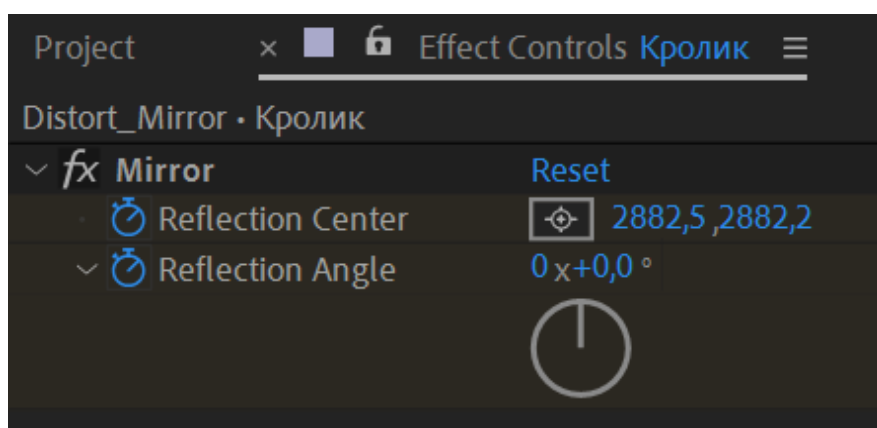 Project × Effect Controls Кролик
Distort_Mirror • Кролик
fx Mirror Reset
Reflection Center 2882,5 ,2882,2
Reflection Angle 0 x+0,0 °